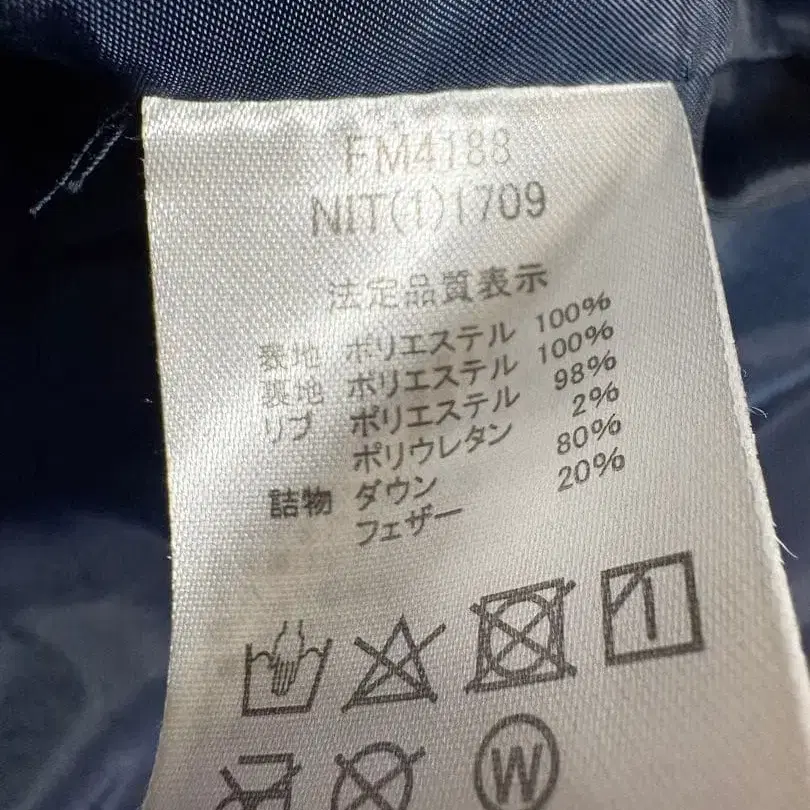 FM4188
NIT(1)1709
法定品質表示
表地 ポリエステル 100%
裏地 ポリエステル 100%
リブ ポリエステル 98%
ポリウレタン 2%
詰物 ダウン 80%
フェザー 20%
W